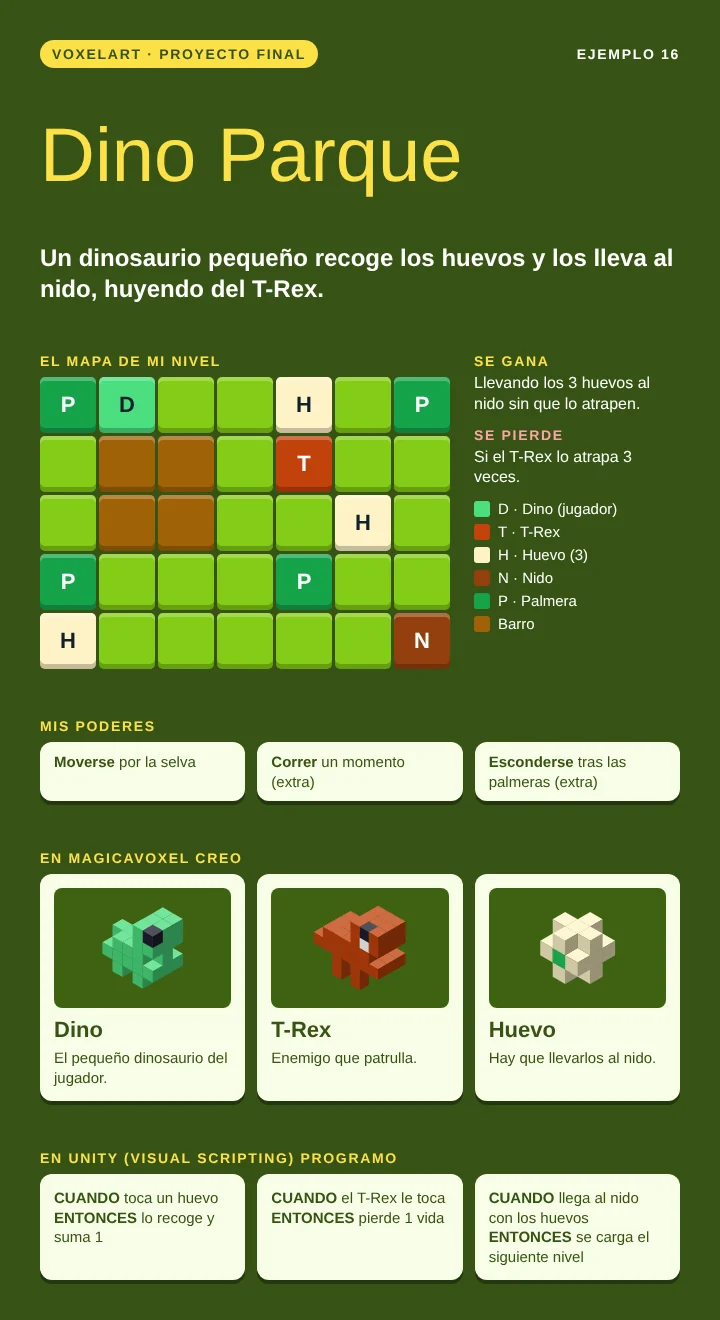 VOXELART · PROYECTO FINAL
EJEMPLO 16
Dino Parque
Un dinosaurio pequeño recoge los huevos y los lleva al
nido, huyendo del T-Rex.
EL MAPA DE MI NIVEL
P D H P
T
H
P P
H N
SE GANA
Llevando los 3 huevos al
nido sin que lo atrapen.
SE PIERDE
Si el T-Rex lo atrapa 3
veces.
D · Dino (jugador)
T · T-Rex
H · Huevo (3)
N · Nido
P · Palmera
Barro
MIS PODERES
Moverse por la selva
Correr un momento
(extra)
Esconderse tras las
palmeras (extra)
EN MAGICAVOXEL CREO
Dino
El pequeño dinosaurio del
jugador.
T-Rex
Enemigo que patrulla.
Huevo
Hay que llevarlos al nido.
EN UNITY (VISUAL SCRIPTING) PROGRAMO
CUANDO toca un huevo
ENTONCES lo recoge y
suma 1
CUANDO el T-Rex le toca
ENTONCES pierde 1 vida
CUANDO llega al nido
con los huevos
ENTONCES se carga el
siguiente nivel